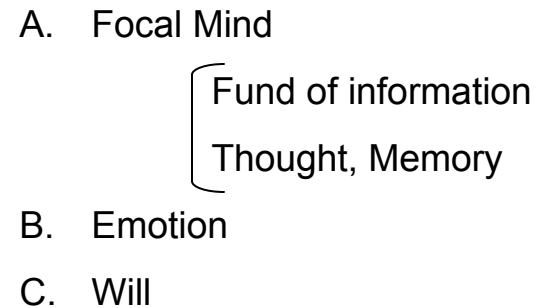 A. Focal Mind
Fund of information
Thought, Memory
B. Emotion
C. Will